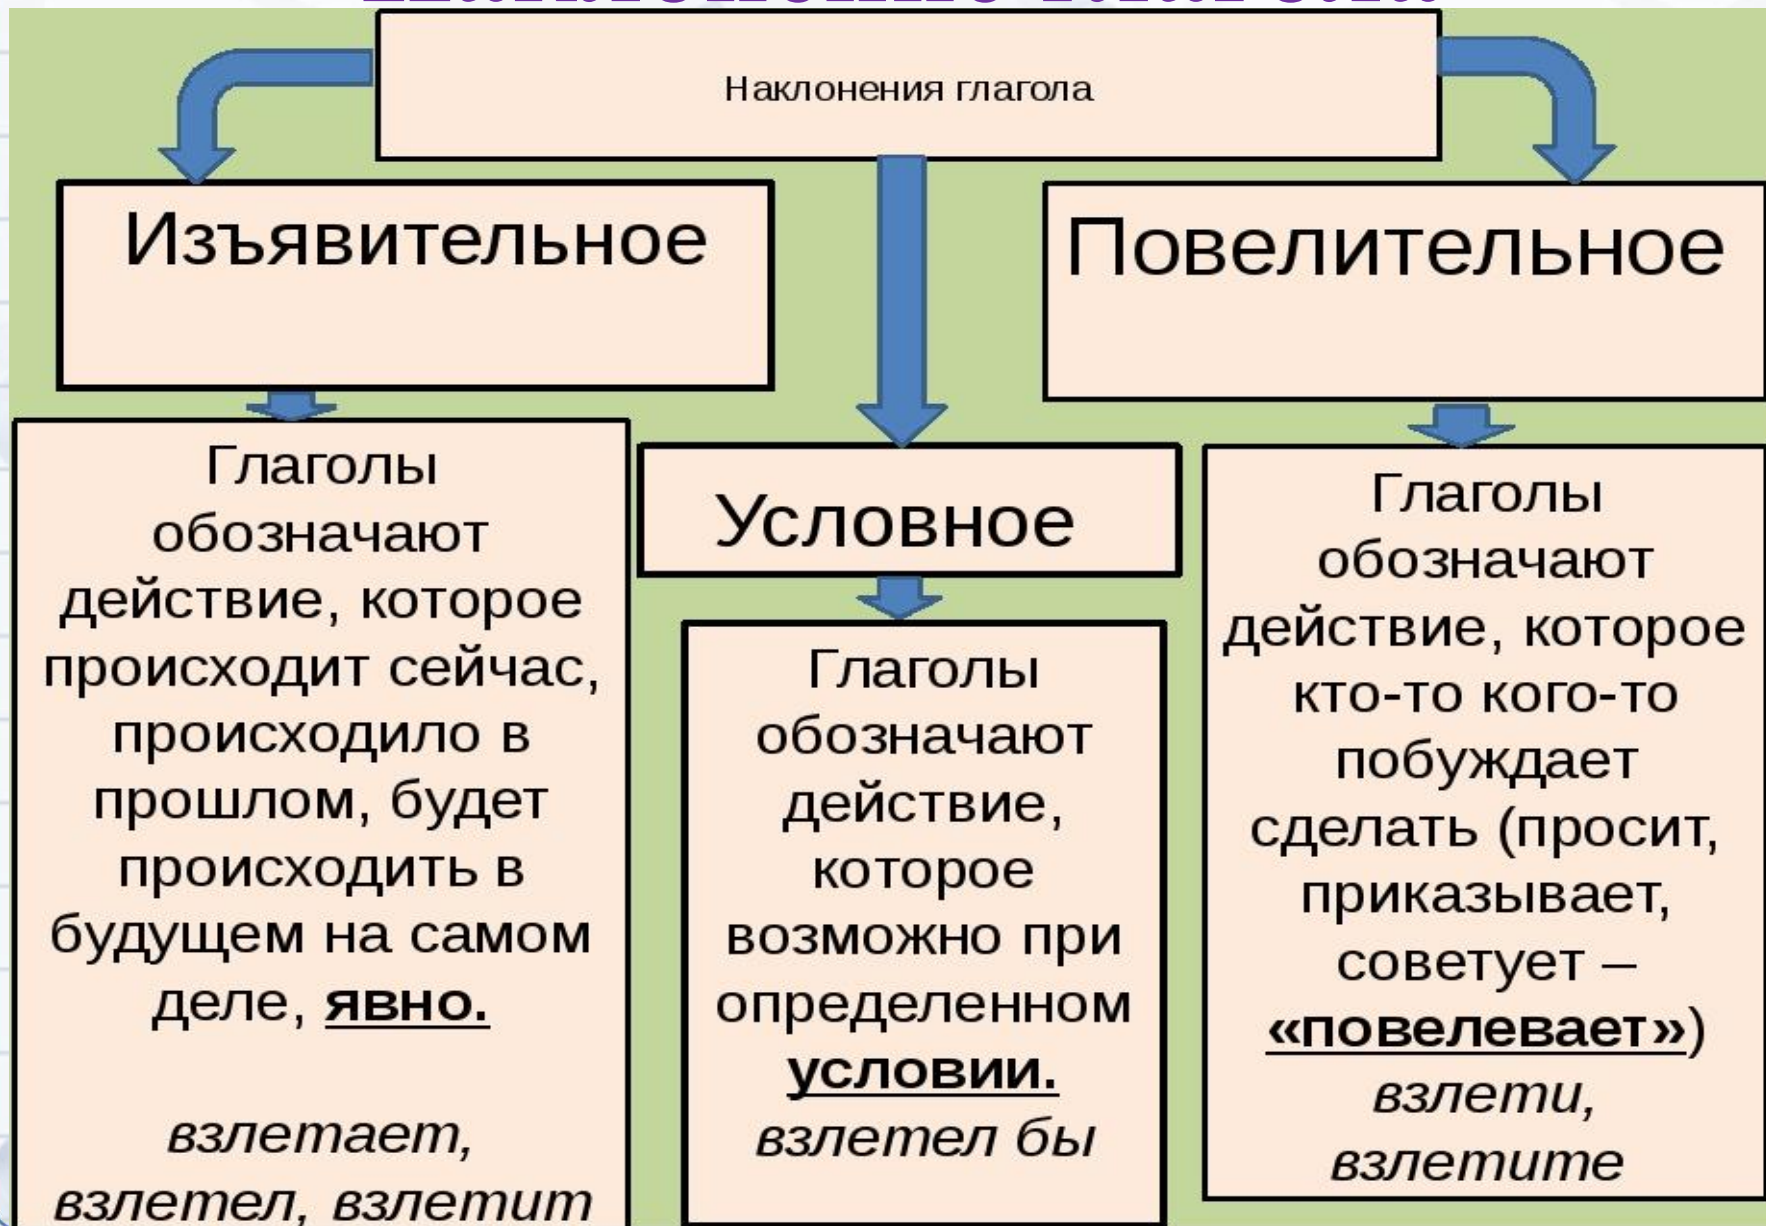 Наклонения глагола
Изъявительное
Повелительное
Условное
Глаголы
обозначают
действие, которое
происходит сейчас,
происходило в
прошлом, будет
происходить в
будущем на самом
деле, явно.
взлетает,
взлетел, взлетит
Глаголы
обозначают
действие,
которое
возможно при
определенном
условии.
взлетел бы
Глаголы
обозначают
действие, которое
кто-то кого-то
побуждает
сделать (просит,
приказывает,
советует –
«повелевает»)
взлети,
взлетите